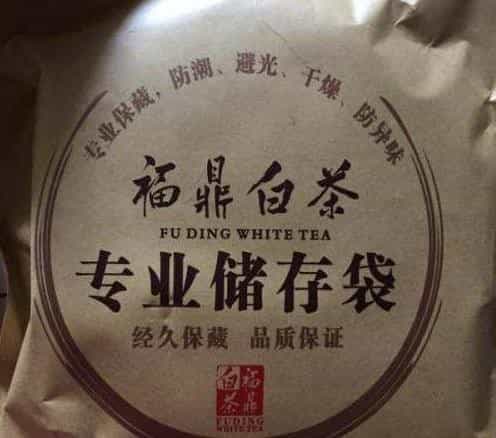 专业保藏，防潮、避光、干燥、防异味
福鼎白茶
FU DING WHITE TEA
专业储存袋
经久保藏 品质保证
福鼎
白茶
FUDING
WHITE TEA